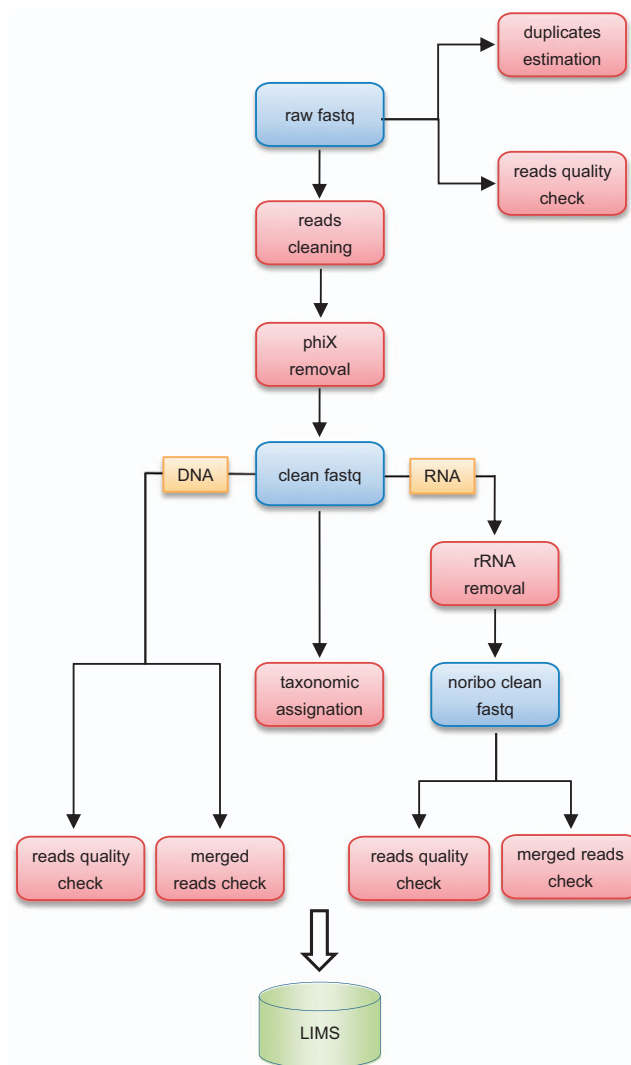 duplicates
estimation
raw fastq
reads quality
check
reads
cleaning
phiX
removal
DNA
clean fastq
RNA
rRNA
removal
taxonomic
assignation
noribo clean
fastq
reads quality
check
merged
reads check
reads quality
check
merged reads
check
LIMS